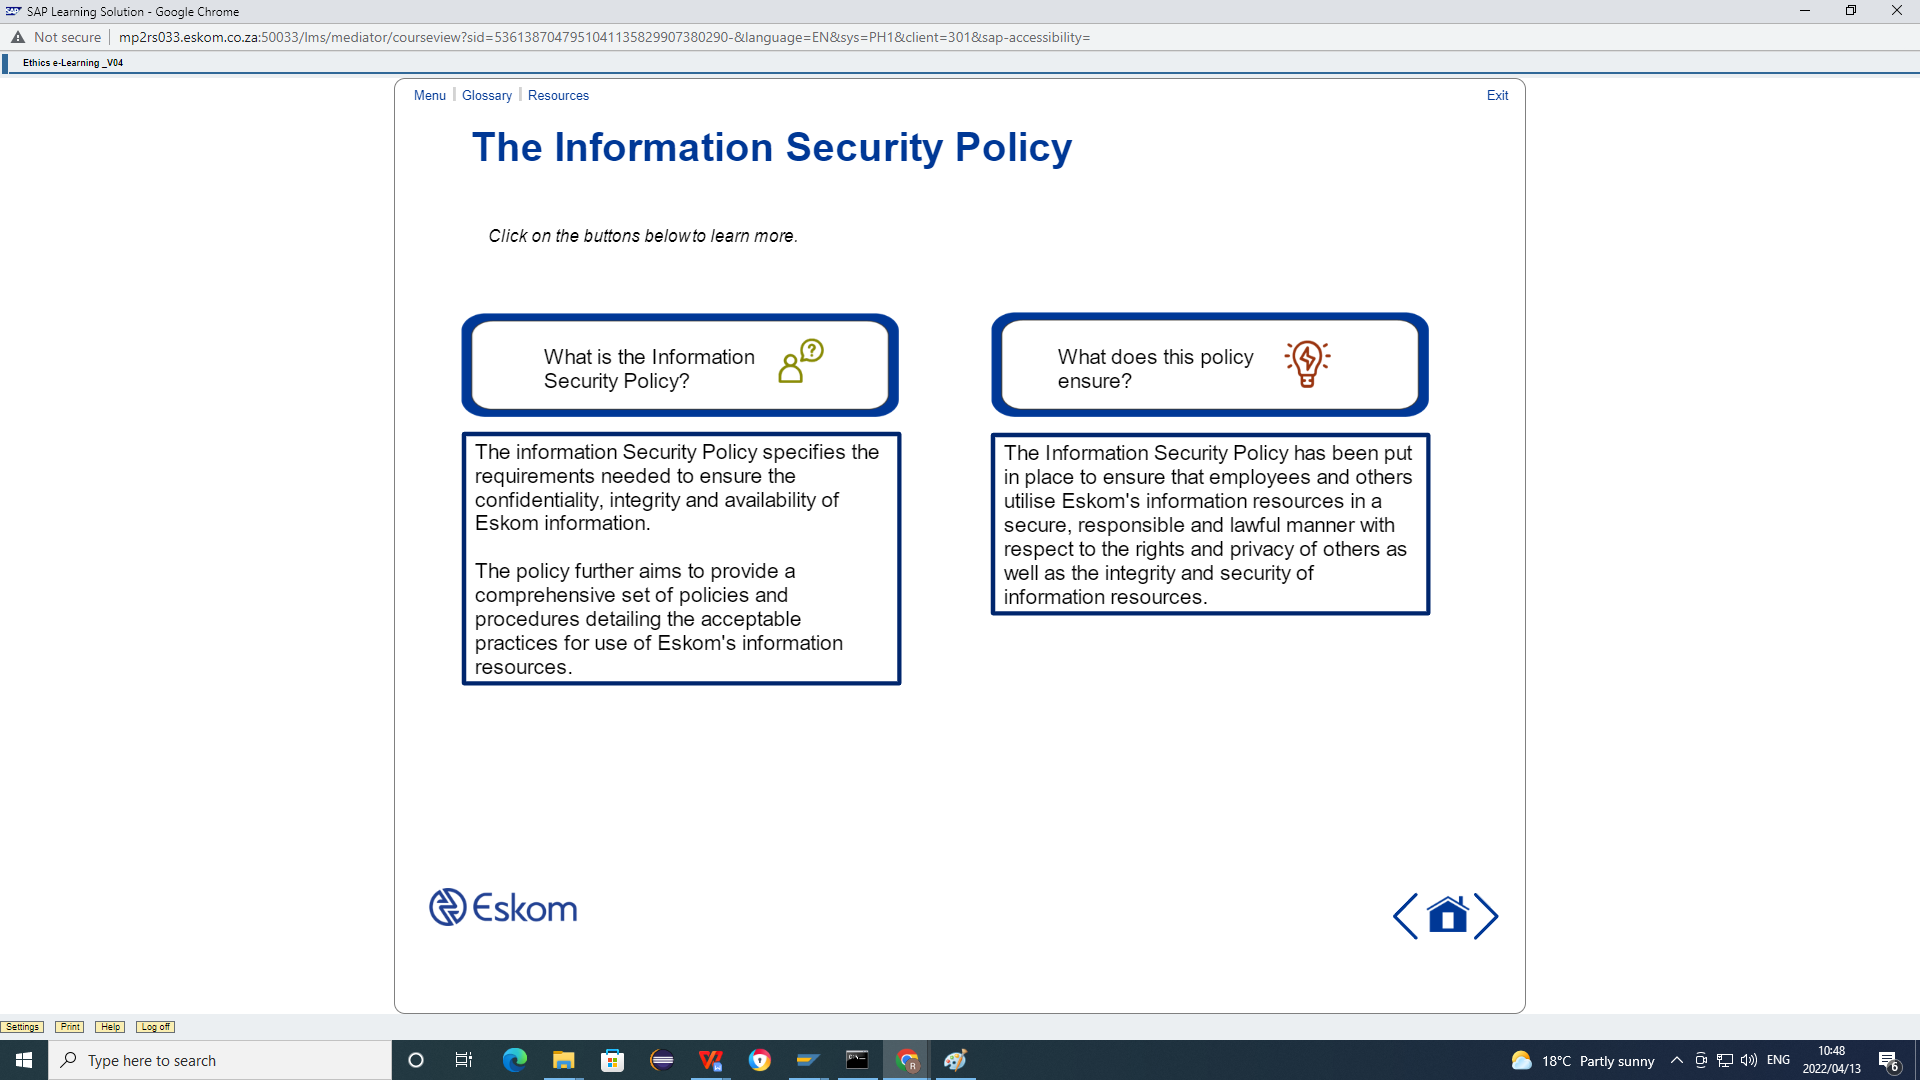 SAP Learning Solution - Google Chrome
Not secure mp2rs033.eskom.co.za:50033/lms/mediator/courseview?sid=5361387047951041135829907380290-&language=EN&sys=PH1&client=301&sap-accessibility=
Ethics e-Learning _V04
Menu Glossary Resources Exit
The Information Security Policy
Click on the buttons below to learn more.
What is the Information
Security Policy?
The information Security Policy specifies the
requirements needed to ensure the
confidentiality, integrity and availability of
Eskom information.
The policy further aims to provide a
comprehensive set of policies and
procedures detailing the acceptable
practices for use of Eskom's information
resources.
What does this policy
ensure?
The Information Security Policy has been put
in place to ensure that employees and others
utilise Eskom's information resources in a
secure, responsible and lawful manner with
respect to the rights and privacy of others as
well as the integrity and security of
information resources.
Eskom
Settings Print Help Log off
Type here to search
18°C Partly sunny
ENG
10:48
2022/04/13
6